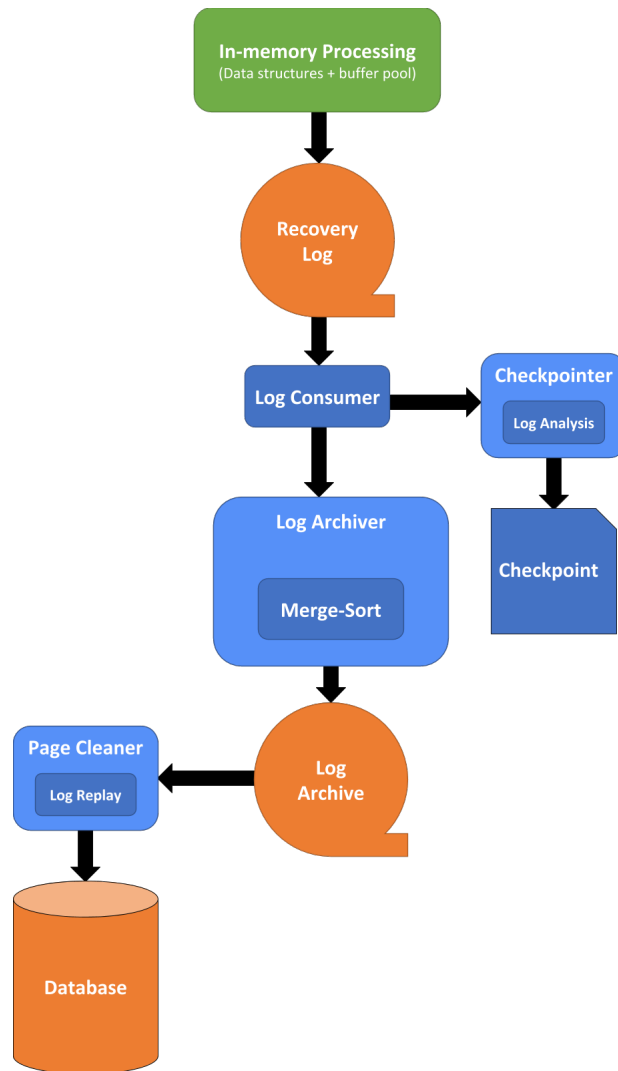 In-memory Processing
(Data structures + buffer pool)
Recovery
Log
Log Consumer
Checkpointer
Log Analysis
Log Archiver
Checkpoint
Merge-Sort
Page Cleaner
Log Replay
Log
Archive
Database